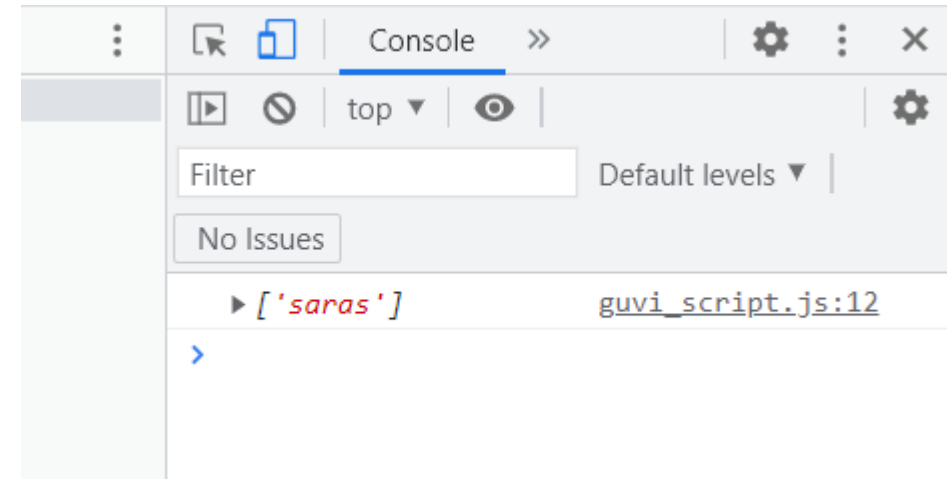 Console
top
Filter
Default levels
No Issues
['saras']
guvi_script.js:12